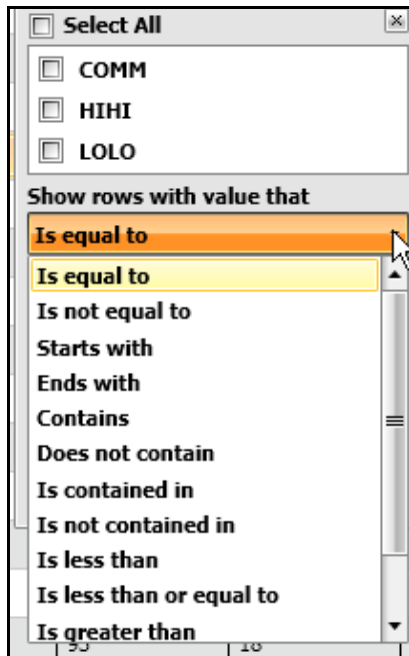 Select All
COMM
HIHI
LOLO
Show rows with value that
Is equal to
Is equal to
Is not equal to
Starts with
Ends with
Contains
Does not contain
Is contained in
Is not contained in
Is less than
Is less than or equal to
Is greater than